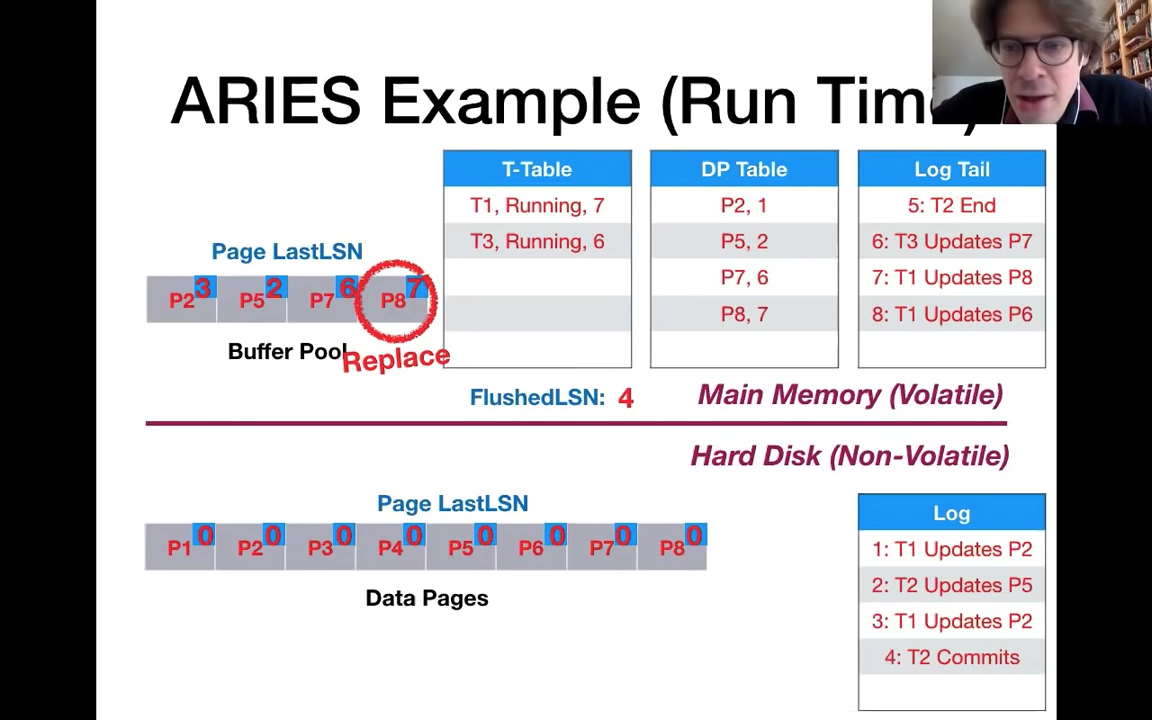 ARIES Example (Run Time)
T-Table
T1, Running, 7
T3, Running, 6
DP Table
P2, 1
P5, 2
P7, 6
P8, 7
Log Tail
5: T2 End
6: T3 Updates P7
7: T1 Updates P8
8: T1 Updates P6
Page LastLSN
P2 3 P5 2 P7 6 P8 7
Buffer Pool
Replace
FlushedLSN: 4
Main Memory (Volatile)
Hard Disk (Non-Volatile)
Page LastLSN
P1 0 P2 0 P3 0 P4 0 P5 0 P6 0 P7 0 P8 0
Data Pages
Log
1: T1 Updates P2
2: T2 Updates P5
3: T1 Updates P2
4: T2 Commits